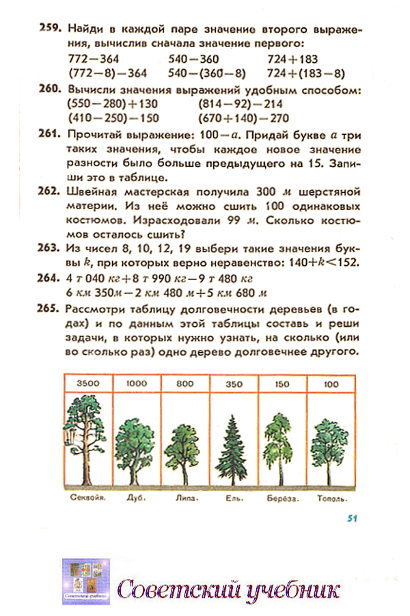 259. Найди в каждой паре значение второго выраже-
ния, вычислив сначала значение первого:
772−364 540−360 724+183
(772−8)−364 540−(360−8) 724+(183−8)
260. Вычисли значения выражений удобным способом:
(550−280)+130 (814−92)−214
(410−250)−150 (670+140)−270
261. Прочитай выражение: 100−а. Придай букве а три
таких значения, чтобы каждое новое значение
разности было больше предыдущего на 15. Запи-
ши это в таблице.
262. Швейная мастерская получила 300 м шерстяной
материи. Из неё можно сшить 100 одинаковых
костюмов. Израсходовали 99 м. Сколько костю-
мов осталось сшить?
263. Из чисел 8, 10, 12, 19 выбери такие значения бук-
вы k, при которых верно неравенство: 140+k<152.
264. 4 т 040 кг+8 т 990 кг−9 т 480 кг
6 км 350м−2 км 480 м+5 км 680 м
265. Рассмотри таблицу долговечности деревьев (в го-
дах) и по данным этой таблицы составь и реши
задачи, в которых нужно узнать, на сколько (или
во сколько раз) одно дерево долговечнее другого.
3500 1000 800 350 150 100
Секвойя. Дуб. Липа. Ель. Берёза. Тополь.
51
Советский учебник